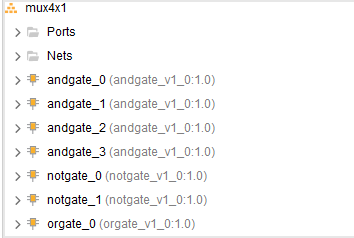 mux4x1
Ports
Nets
andgate_0 (andgate_v1_0:1.0)
andgate_1 (andgate_v1_0:1.0)
andgate_2 (andgate_v1_0:1.0)
andgate_3 (andgate_v1_0:1.0)
notgate_0 (notgate_v1_0:1.0)
notgate_1 (notgate_v1_0:1.0)
orgate_0 (orgate_v1_0:1.0)